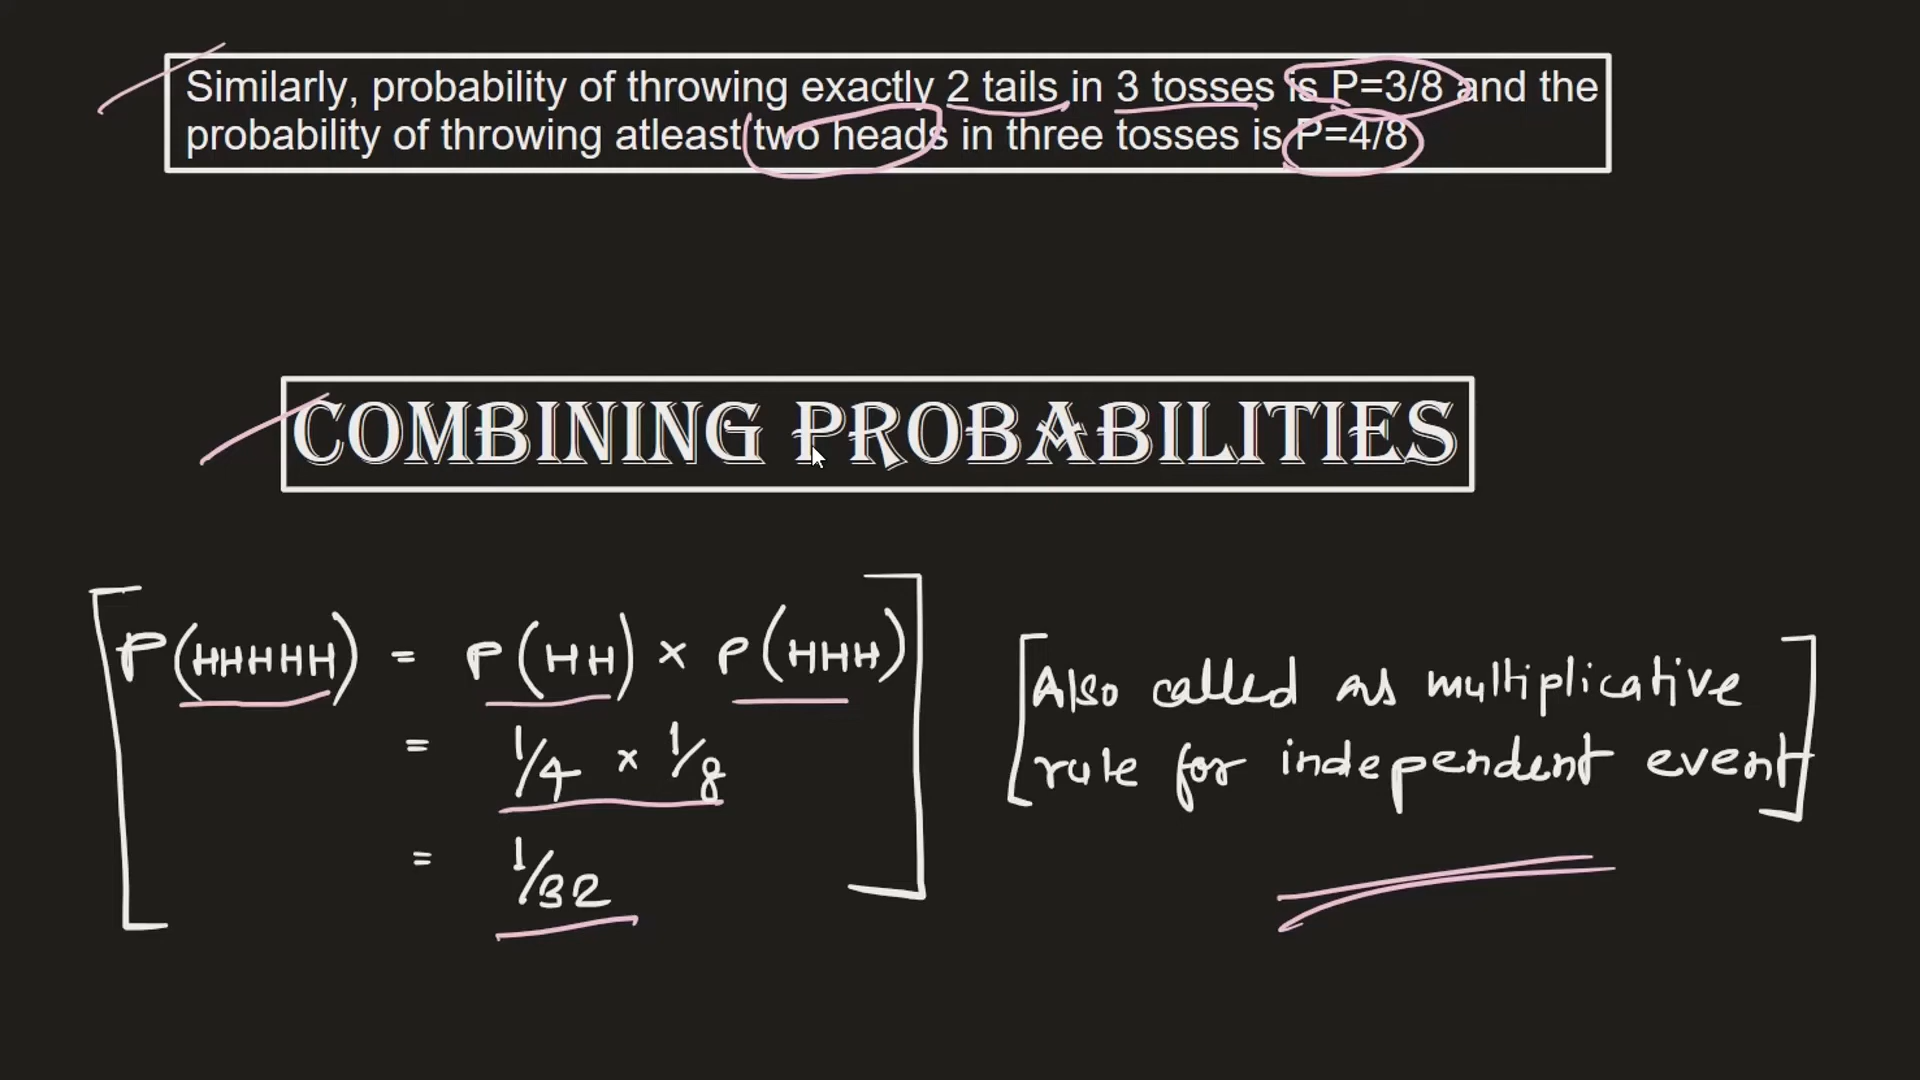 Similarly, probability of throwing exactly 2 tails in 3 tosses is P=3/8 and the
probability of throwing atleast two heads in three tosses is P=4/8
COMBINING PROBABILITIES
P(HHHHH) = P(HH) × P(HHH)
= 1/4 × 1/8
= 1/32
Also called as multiplicative
rule for independent event